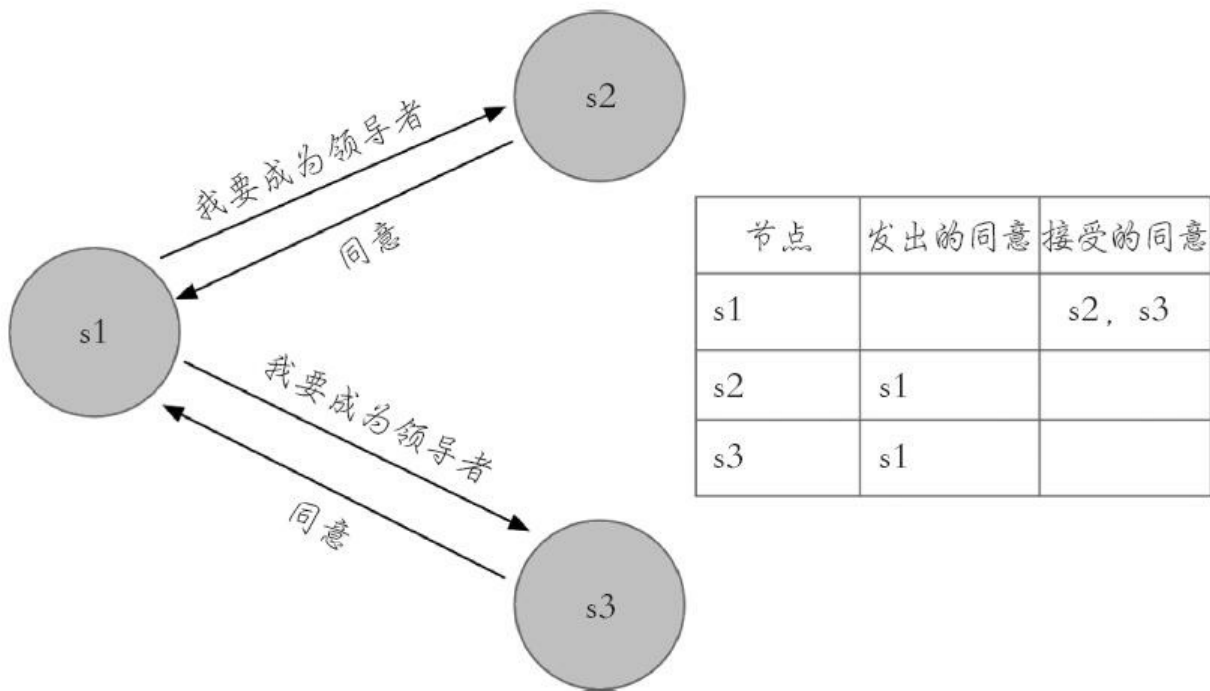 s2
我要成为领导者
同意
s1
我要成为领导者
同意
s3
节点 发出的同意 接受的同意
s1 s2, s3
s2 s1
s3 s1